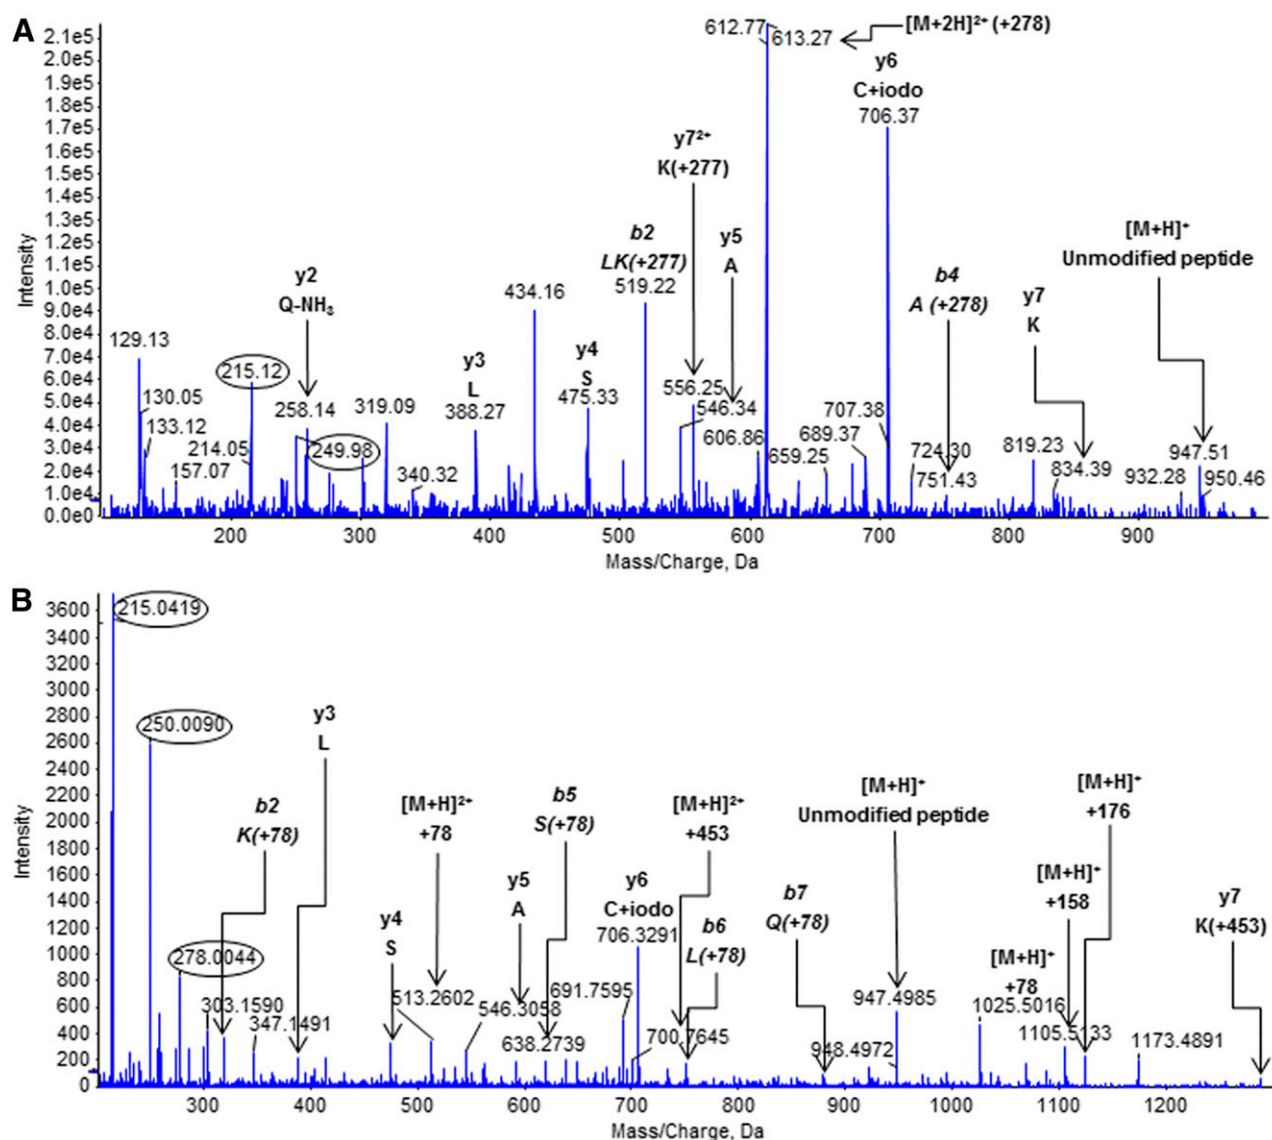 A
Intensity
2.1e5
2.0e5
1.9e5
1.8e5
1.7e5
1.6e5
1.5e5
1.4e5
1.3e5
1.2e5
1.1e5
1.0e5
9.0e4
8.0e4
7.0e4
6.0e4
5.0e4
4.0e4
3.0e4
2.0e4
1.0e4
0.0e0
612.77
613.27
[M+2H]²⁺ (+278)
y6
C+iodo
706.37
y7²⁺
K(+277)
b2
LK(+277)
519.22
y5
A
[M+H]⁺
Unmodified peptide
b4
A (+278)
y7
K
y2
Q-NH₃
434.16
129.13
y3
L
388.27
y4
S
475.33
215.12
130.05
133.12
157.07
214.05
258.14
249.98
319.09
340.32
556.25
546.34
606.86
659.25
707.38
689.37
724.30
751.43
819.23
834.39
947.51
932.28
950.46
200
300
400
500
600
700
800
900
Mass/Charge, Da
B
Intensity
3600
3400
3200
3000
2800
2600
2400
2200
2000
1800
1600
1400
1200
1000
800
600
400
200
0
215.0419
250.0090
278.0044
b2
K(+78)
y3
L
y4
S
[M+H]²⁺
+78
y5
A
b5
S(+78)
y6
C+iodo
706.3291
[M+H]²⁺
+453
b6
L(+78)
b7
Q(+78)
[M+H]⁺
Unmodified peptide
947.4985
[M+H]⁺
+78
1025.5016
[M+H]⁺
+158
[M+H]⁺
+176
y7
K(+453)
303.1590
347.1491
513.2602
546.3058
638.2739
691.7595
700.7645
948.4972
1105.5133
1173.4891
300
400
500
600
700
800
900
1000
1100
1200
Mass/Charge, Da